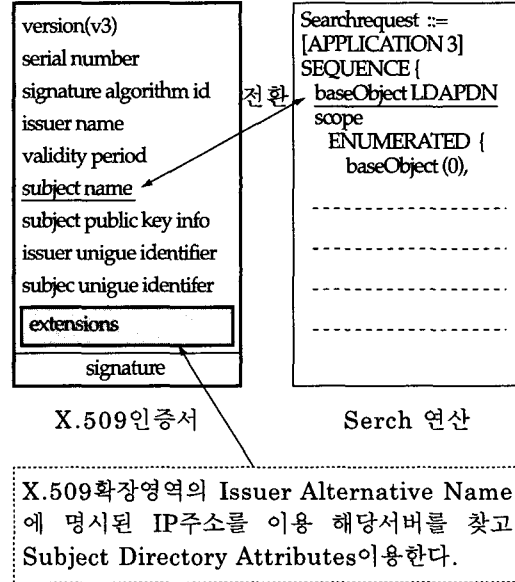 version(v3)
serial number
signature algorithm id
issuer name
validity period
subject name
subject public key info
issuer unigue identifier
subjec unigue identifer
extensions
signature
X.509인증서
전환
Searchrequest ::=
[APPLICATION 3]
SEQUENCE {
baseObject LDAPDN
scope
ENUMERATED {
baseObject (0),
Serch 연산
X.509확장영역의 Issuer Alternative Name
에 명시된 IP주소를 이용 해당서버를 찾고
Subject Directory Attributes이용한다.